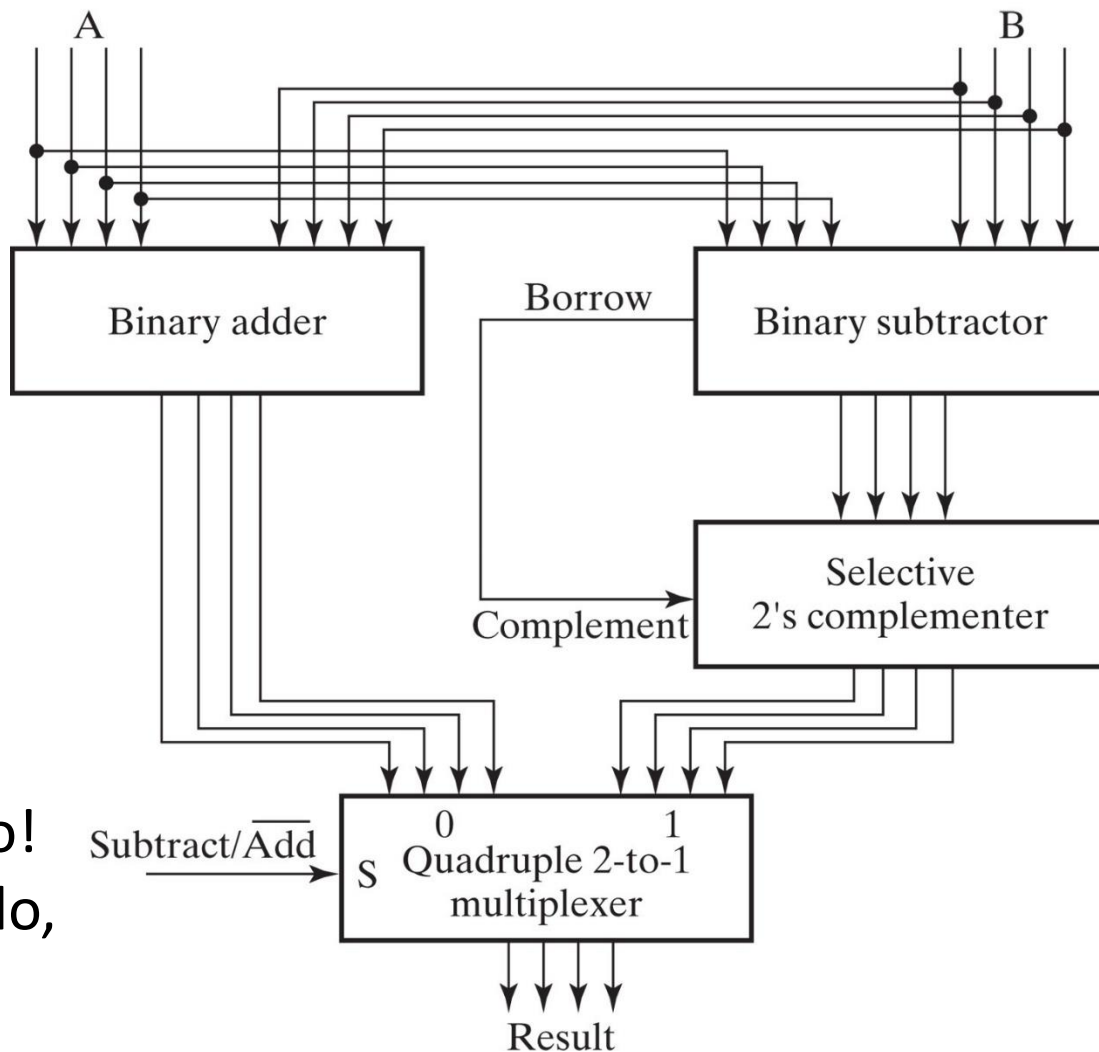 A
B
Borrow
Binary adder
Binary subtractor
Selective
2's complementer
Complement
0
1
Subtract/Add
S
Quadruple 2-to-1
multiplexer
Result